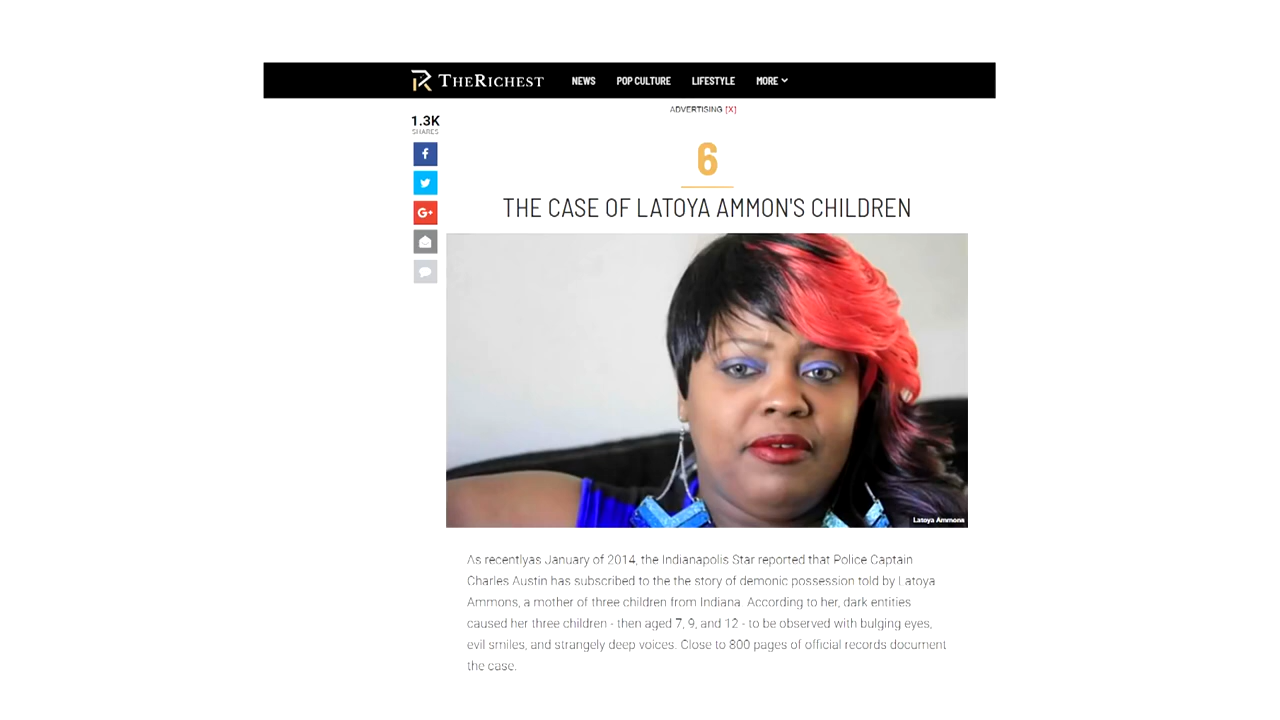 THERICHEST NEWS POP CULTURE LIFESTYLE MORE
ADVERTISING [X]
1.3K
SHARES
6
THE CASE OF LATOYA AMMON'S CHILDREN
Latoya Ammons
As recentlyas January of 2014, the Indianapolis Star reported that Police Captain
Charles Austin has subscribed to the the story of demonic possession told by Latoya
Ammons, a mother of three children from Indiana. According to her, dark entities
caused her three children - then aged 7, 9, and 12 - to be observed with bulging eyes,
evil smiles, and strangely deep voices. Close to 800 pages of official records document
the case.